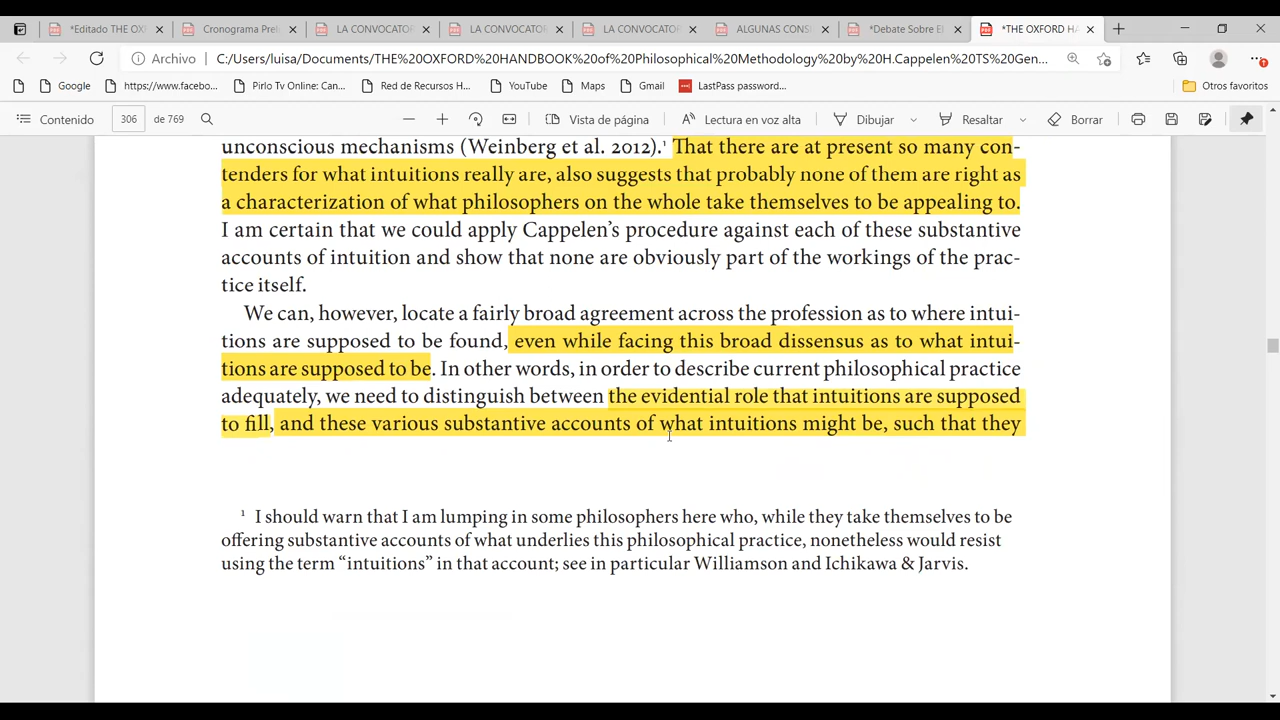 *Editado THE OX
Cronograma Preli
LA CONVOCATOR
LA CONVOCATOR
LA CONVOCATOR
ALGUNAS CONSI
*Debate Sobre El
*THE OXFORD HA
Archivo C:/Users/luisa/Documents/THE%20OXFORD%20HANDBOOK%20of%20Philosophical%20Methodology%20by%20H.Cappelen%20TS%20Gen...
Google https://www.facebo... Pirlo Tv Online: Can... Red de Recursos H... YouTube Maps Gmail LastPass password... Otros favoritos
Contenido 306 de 769 Vista de página Lectura en voz alta Dibujar Resaltar Borrar
unconscious mechanisms (Weinberg et al. 2012).¹ That there are at present so many con-
tenders for what intuitions really are, also suggests that probably none of them are right as
a characterization of what philosophers on the whole take themselves to be appealing to.
I am certain that we could apply Cappelen's procedure against each of these substantive
accounts of intuition and show that none are obviously part of the workings of the prac-
tice itself.
We can, however, locate a fairly broad agreement across the profession as to where intui-
tions are supposed to be found, even while facing this broad dissensus as to what intui-
tions are supposed to be. In other words, in order to describe current philosophical practice
adequately, we need to distinguish between the evidential role that intuitions are supposed
to fill, and these various substantive accounts of what intuitions might be, such that they
¹ I should warn that I am lumping in some philosophers here who, while they take themselves to be
offering substantive accounts of what underlies this philosophical practice, nonetheless would resist
using the term “intuitions” in that account; see in particular Williamson and Ichikawa & Jarvis.